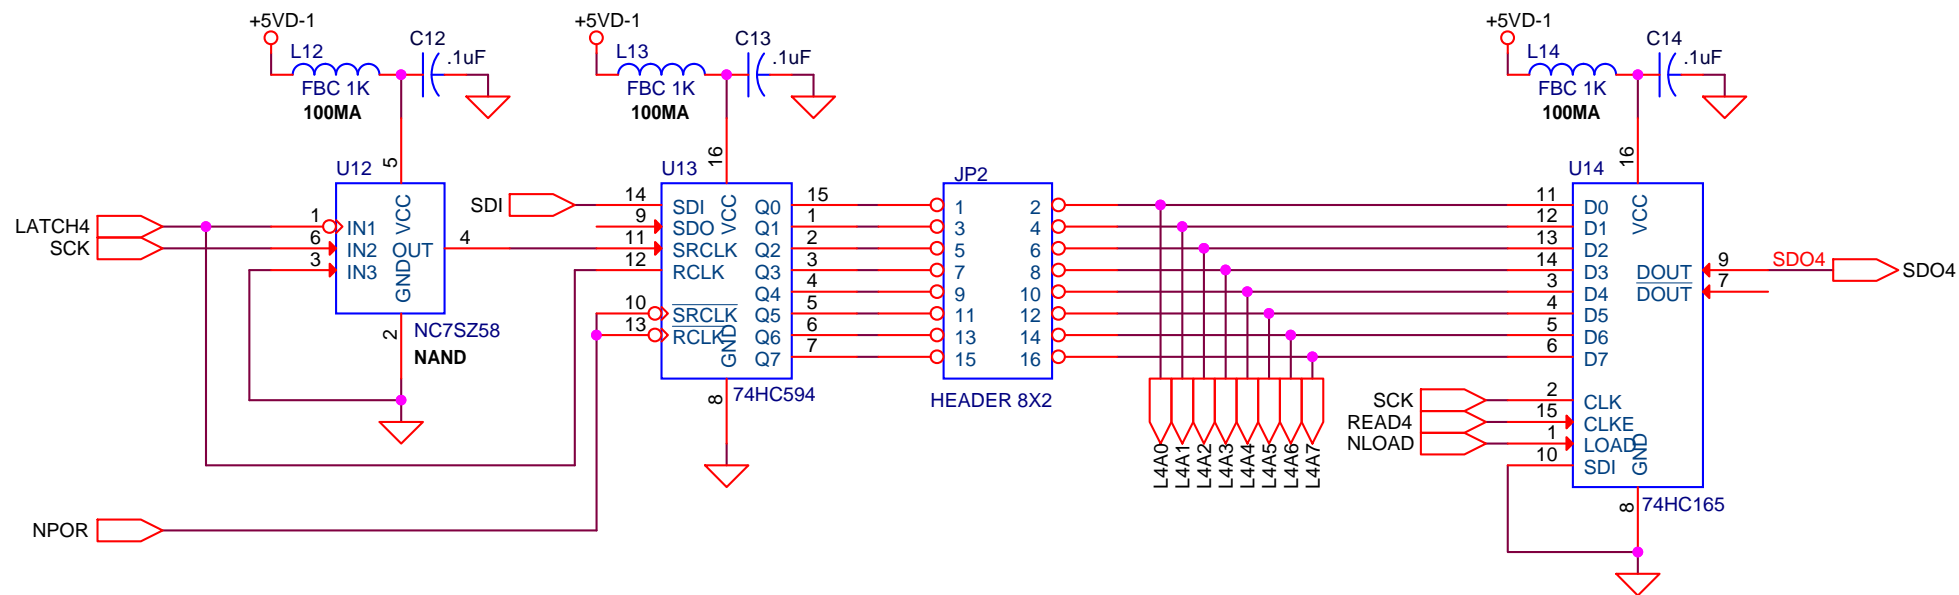 +5VD-1
L12
C12
.1uF
FBC 1K
100MA
+5VD-1
L13
C13
.1uF
FBC 1K
100MA
+5VD-1
L14
C14
.1uF
FBC 1K
100MA
LATCH4
SCK
U12
5
1
6
3
IN1
IN2
IN3
VCC
OUT
GND
4
2
NC7SZ58
NAND
NPOR
SDI
U13
16
14
9
11
12
10
13
SDI
SDO
SRCLK
RCLK
SRCLK
RCLK
VCC
GND
Q0
Q1
Q2
Q3
Q4
Q5
Q6
Q7
15
1
2
3
4
5
6
7
8
74HC594
JP2
1 2
3 4
5 6
7 8
9 10
11 12
13 14
15 16
HEADER 8X2
L4A0
L4A1
L4A2
L4A3
L4A4
L4A5
L4A6
L4A7
SCK
READ4
NLOAD
U14
16
11
12
13
14
3
4
5
6
2
15
1
10
D0
D1
D2
D3
D4
D5
D6
D7
CLK
CLKE
LOAD
SDI
VCC
GND
DOUT
DOUT
9
7
SDO4
SDO4
8
74HC165